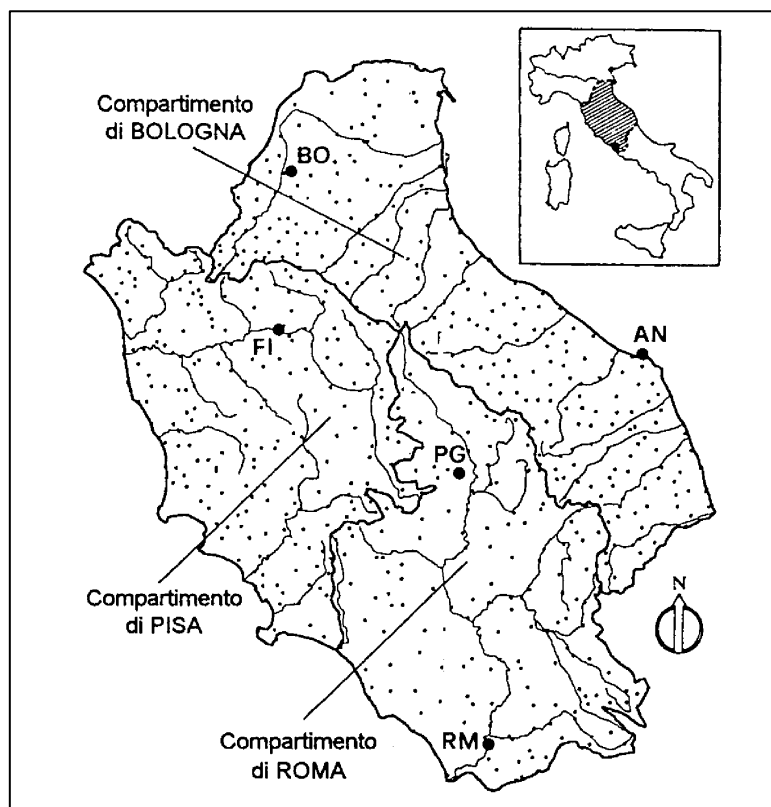 Compartimento
di BOLOGNA
BO.
FI
AN
PG
Compartimento
di PISA
N
Compartimento
di ROMA
RM